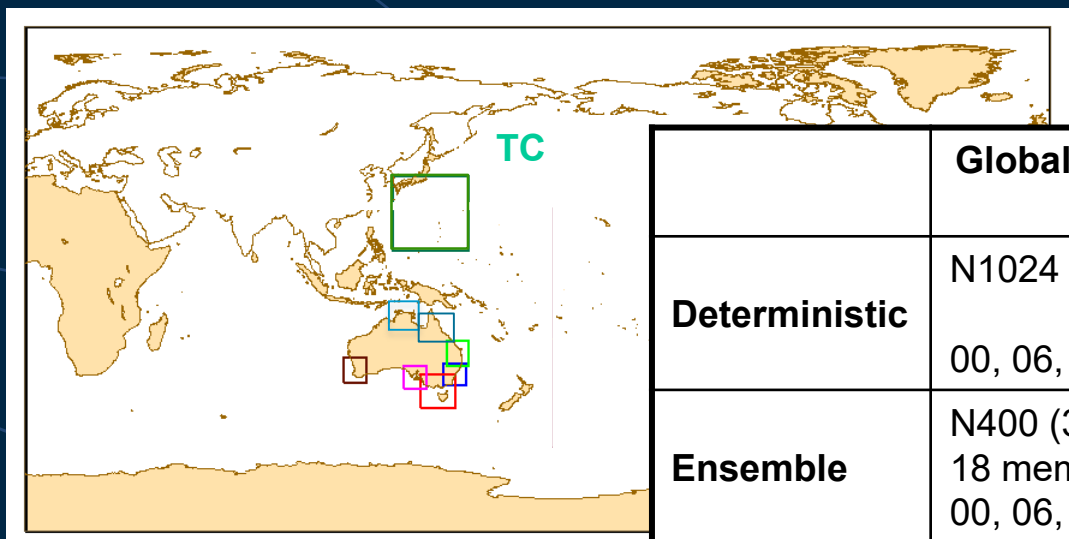 TC
Global
Deterministic
N1024
00, 06,
Ensemble
N400 (3
18 mem
00, 06,